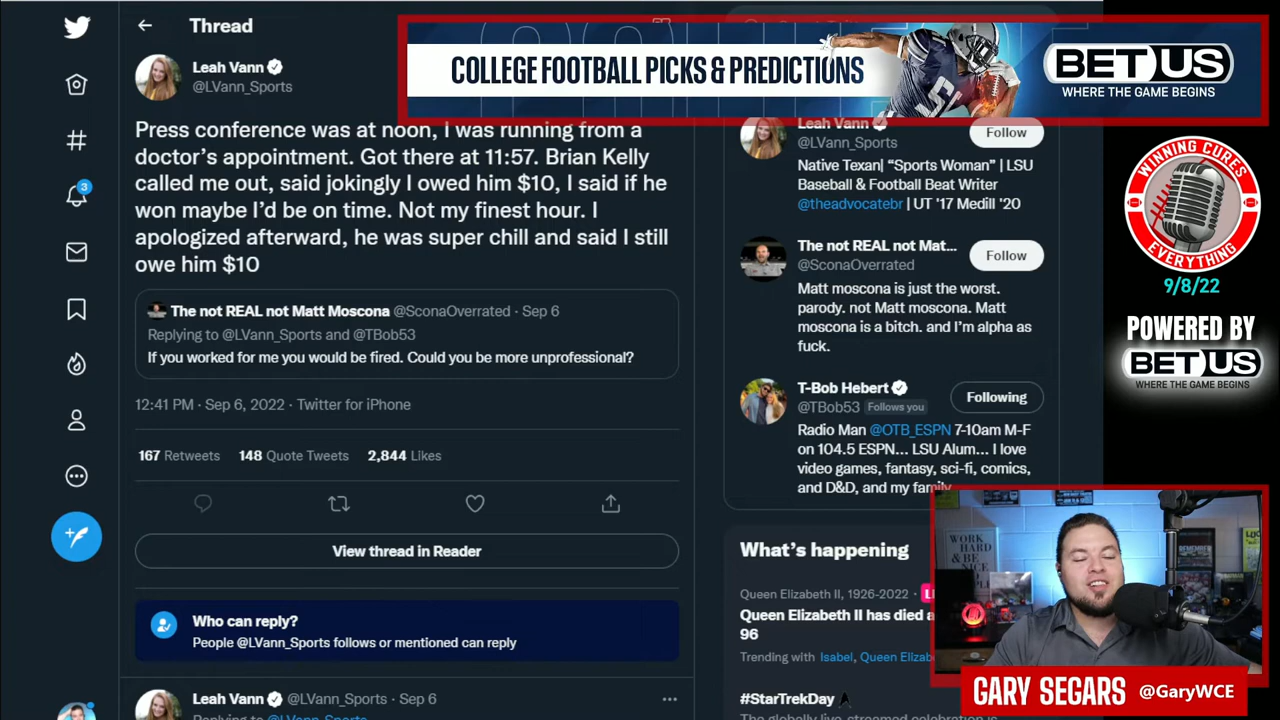 Thread
COLLEGE FOOTBALL PICKS & PREDICTIONS
BETUS
WHERE THE GAME BEGINS
Leah Vann
@LVann_Sports
Press conference was at noon, I was running from a
doctor's appointment. Got there at 11:57. Brian Kelly
called me out, said jokingly I owed him $10, I said if he
won maybe I'd be on time. Not my finest hour. I
apologized afterward, he was super chill and said I still
owe him $10
The not REAL not Matt Moscona @SconaOverrated · Sep 6
Replying to @LVann_Sports and @TBob53
If you worked for me you would be fired. Could you be more unprofessional?
12:41 PM · Sep 6, 2022 · Twitter for iPhone
167 Retweets 148 Quote Tweets 2,844 Likes
View thread in Reader
Who can reply?
People @LVann_Sports follows or mentioned can reply
Leah Vann @LVann_Sports · Sep 6
Replying to @LVann_Sports
3
Leah Vann
@LVann_Sports
Follow
Native Texan| “Sports Woman” | LSU
Baseball & Football Beat Writer
@theadvocatebr | UT '17 Medill '20
The not REAL not Mat...
@SconaOverrated
Follow
Matt moscona is just the worst.
parody. not Matt moscona. Matt
moscona is a bitch. and I'm alpha as
fuck.
T-Bob Hebert
@TBob53 Follows you
Following
Radio Man @OTB_ESPN 7-10am M-F
on 104.5 ESPN... LSU Alum... I love
video games, fantasy, sci-fi, comics,
and D&D, and my family
What's happening
Queen Elizabeth II, 1926-2022 ·
Queen Elizabeth II has died a
96
Trending with Isabel, Queen Elizab
#StarTrekDay
WINNING CURES
EVERYTHING
9/8/22
POWERED BY
BETUS
WHERE THE GAME BEGINS
WORK
HARD
& BE
NICE
GARY SEGARS @GaryWCE